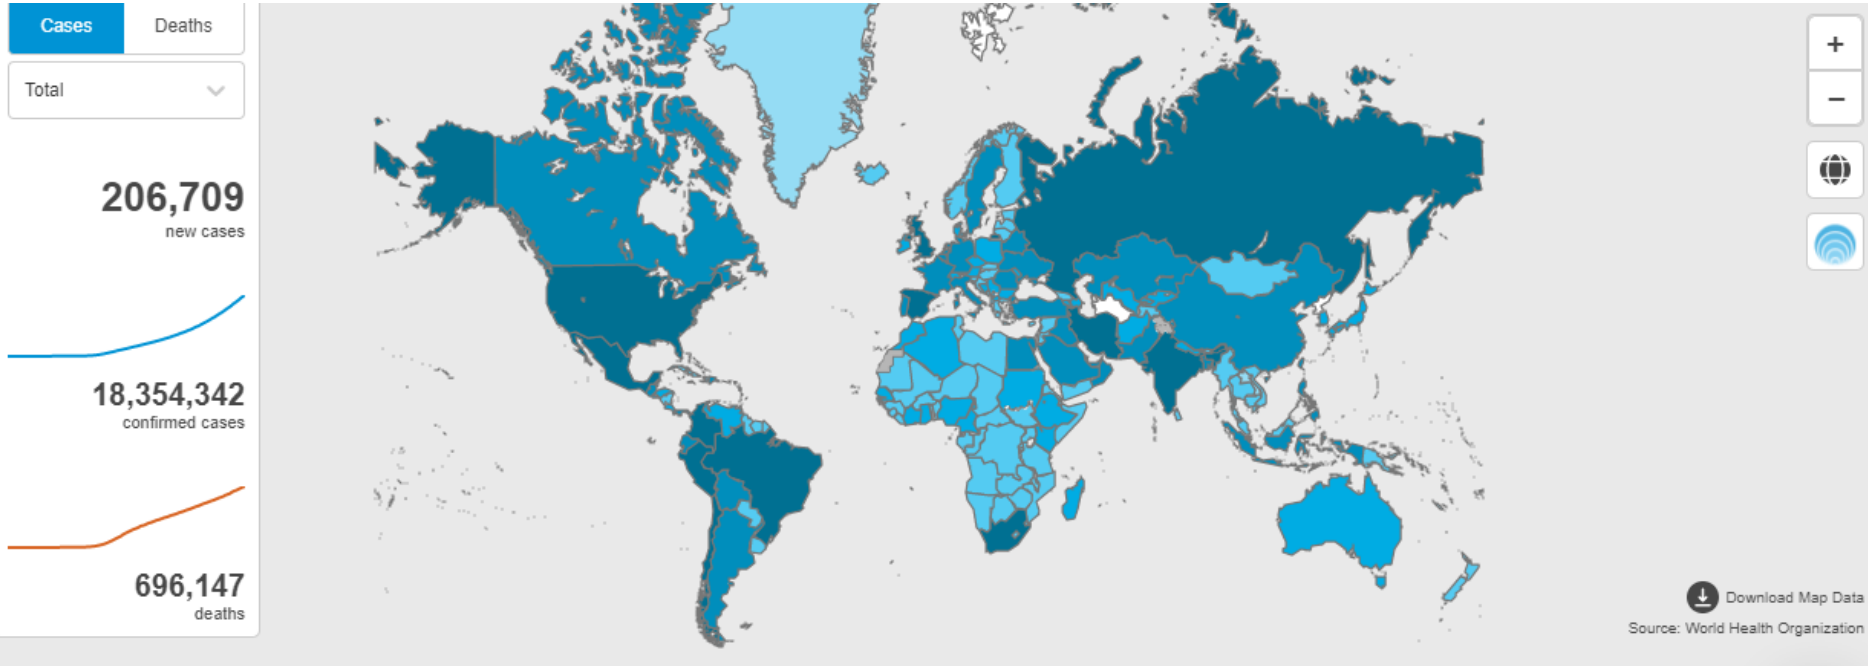 Cases
Deaths
Total
206,709
new cases
18,354,342
confirmed cases
696,147
deaths
+
−
Download Map Data
Source: World Health Organization